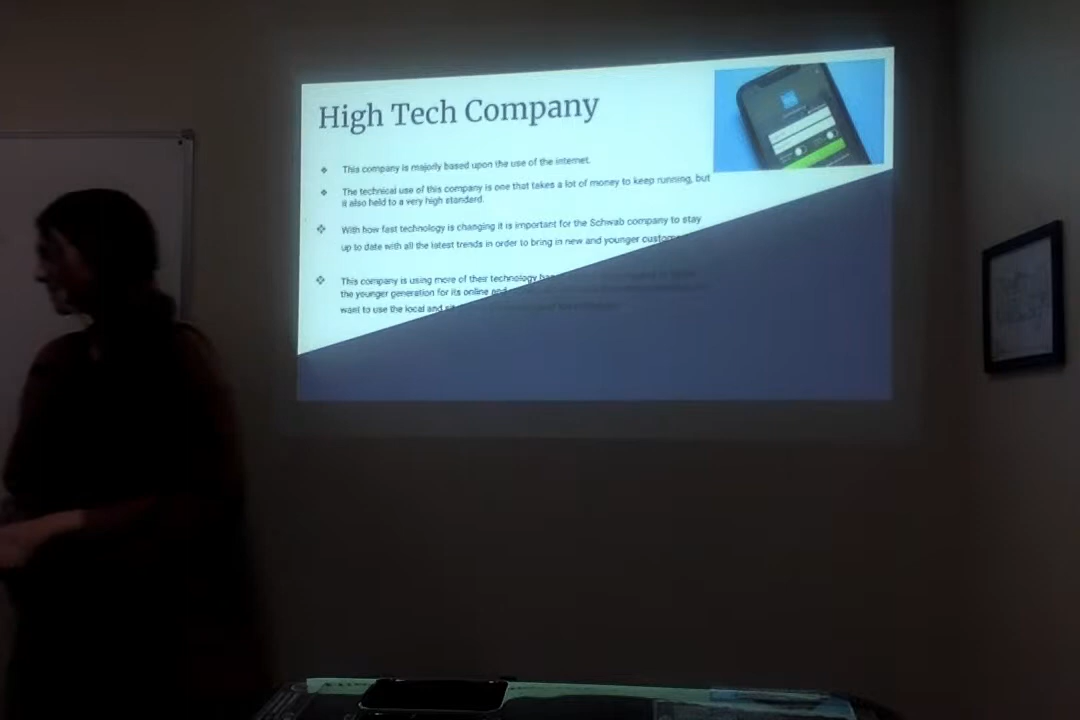 High Tech Company
This company is majorly based upon the use of the internet.
The technical use of this company is one that takes a lot of money to keep running, but
it also held to a very high standard.
With how fast technology is changing it is important for the Schwab company to stay
up to date with all the latest trends in order to bring in new and younger
This company is using more of their technology
the younger generation for its online and
want to use the local and